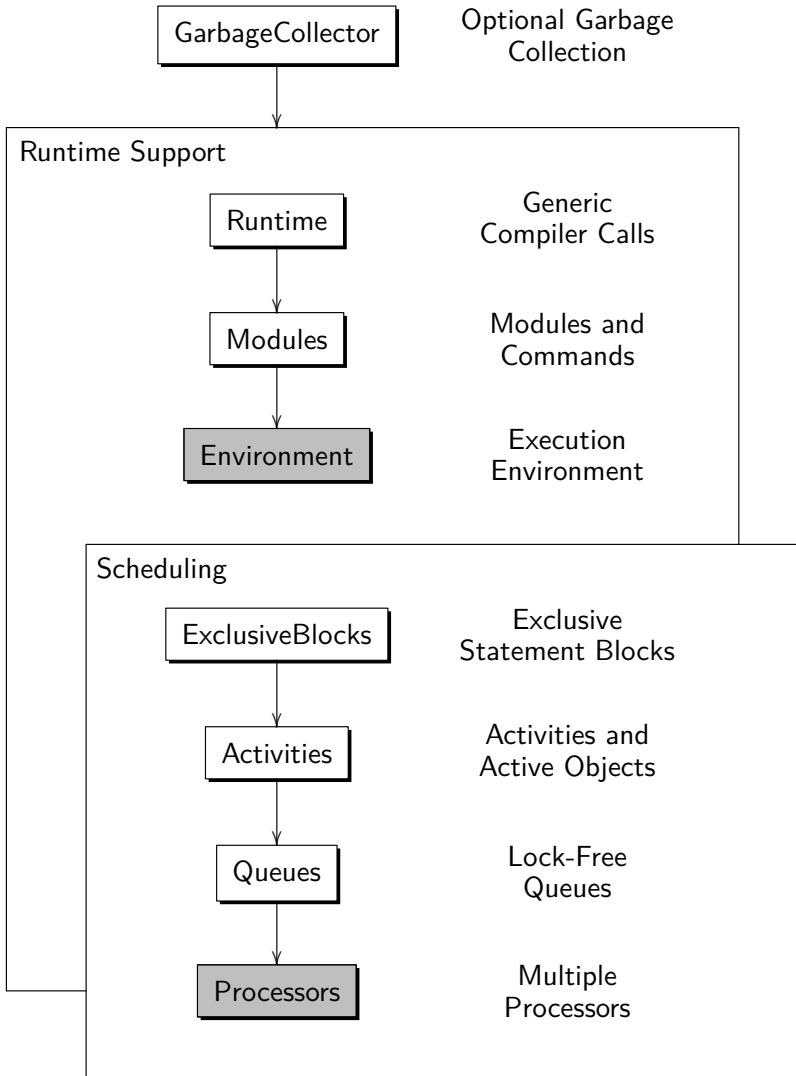 GarbageCollector
Optional Garbage
Collection
Runtime Support
Runtime
Generic
Compiler Calls
Modules
Modules and
Commands
Environment
Execution
Environment
Scheduling
ExclusiveBlocks
Exclusive
Statement Blocks
Activities
Activities and
Active Objects
Queues
Lock-Free
Queues
Processors
Multiple
Processors